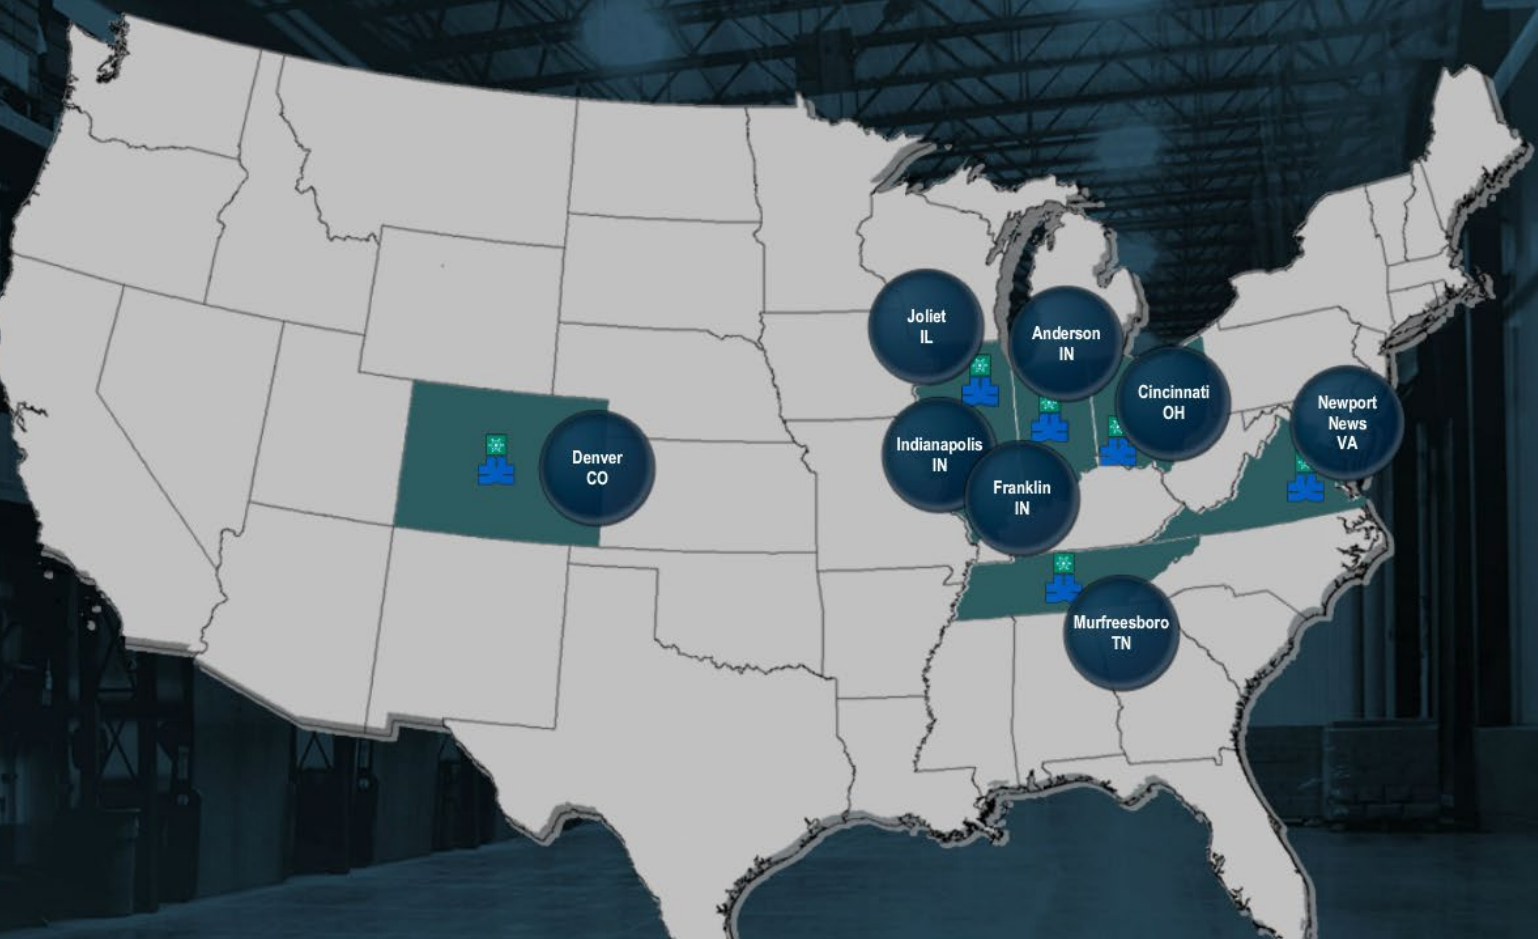 Joliet
IL
Anderson
IN
Cincinnati
OH
Newport
News
VA
Indianapolis
IN
Denver
CO
Franklin
IN
Murfreesboro
TN